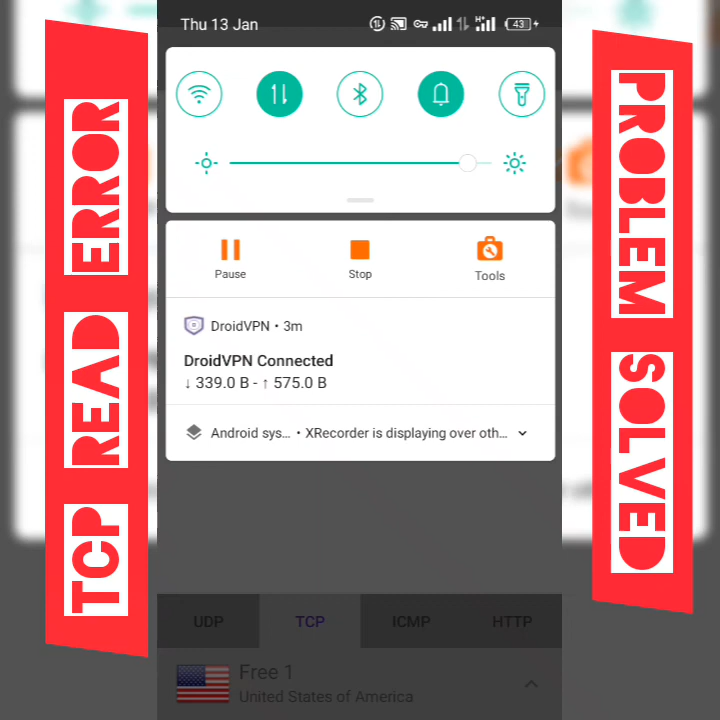 TCP READ ERROR
Thu 13 Jan
H+
43
Pause
Stop
Tools
DroidVPN • 3m
DroidVPN Connected
↓ 339.0 B - ↑ 575.0 B
Android sys... • XRecorder is displaying over oth...
UDP
TCP
ICMP
HTTP
Free 1
United States of America
PROBLEM SOLVED